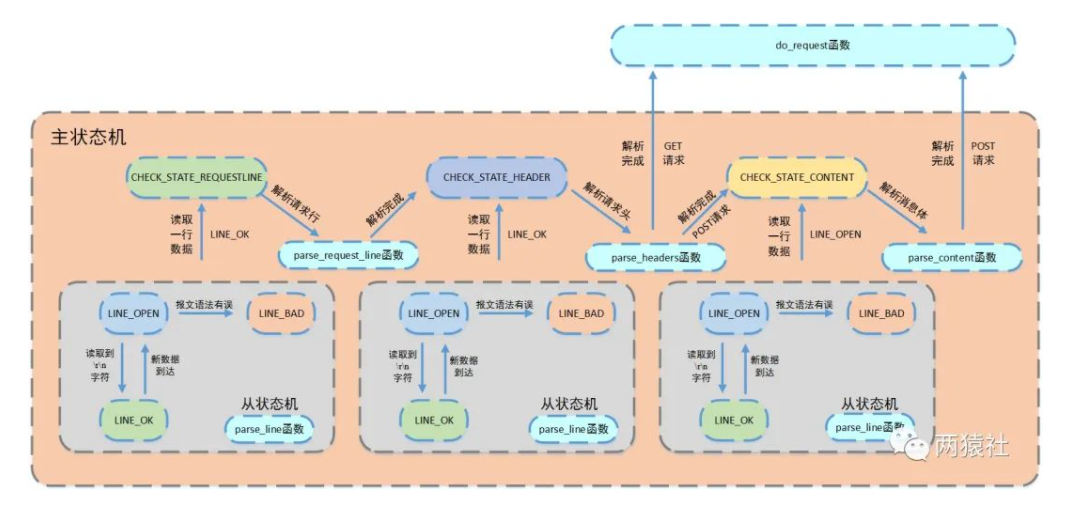 do_request函数
主状态机
解析
完成
GET
请求
解析
完成
POST
请求
CHECK_STATE_REQUESTLINE
CHECK_STATE_HEADER
CHECK_STATE_CONTENT
解析请求行
解析完成
解析请求头
解析完成
POST请求
解析消息体
读取
一行
数据
LINE_OK
读取
一行
数据
LINE_OK
读取
一行
数据
LINE_OPEN
parse_request_line函数
parse_headers函数
parse_content函数
LINE_OPEN
报文语法有误
LINE_BAD
读取到
\r\n
字符
新数据
到达
LINE_OK
从状态机
parse_line函数
LINE_OPEN
报文语法有误
LINE_BAD
读取到
\r\n
字符
新数据
到达
LINE_OK
从状态机
parse_line函数
LINE_OPEN
报文语法有误
LINE_BAD
读取到
\r\n
字符
新数据
到达
LINE_OK
从状态机
parse_line函数
两猿社